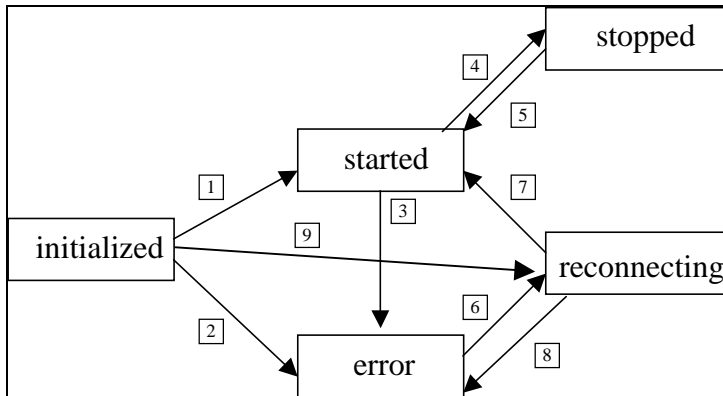 stopped
4
5
started
1
3
7
initialized
9
reconnecting
2
6
8
error